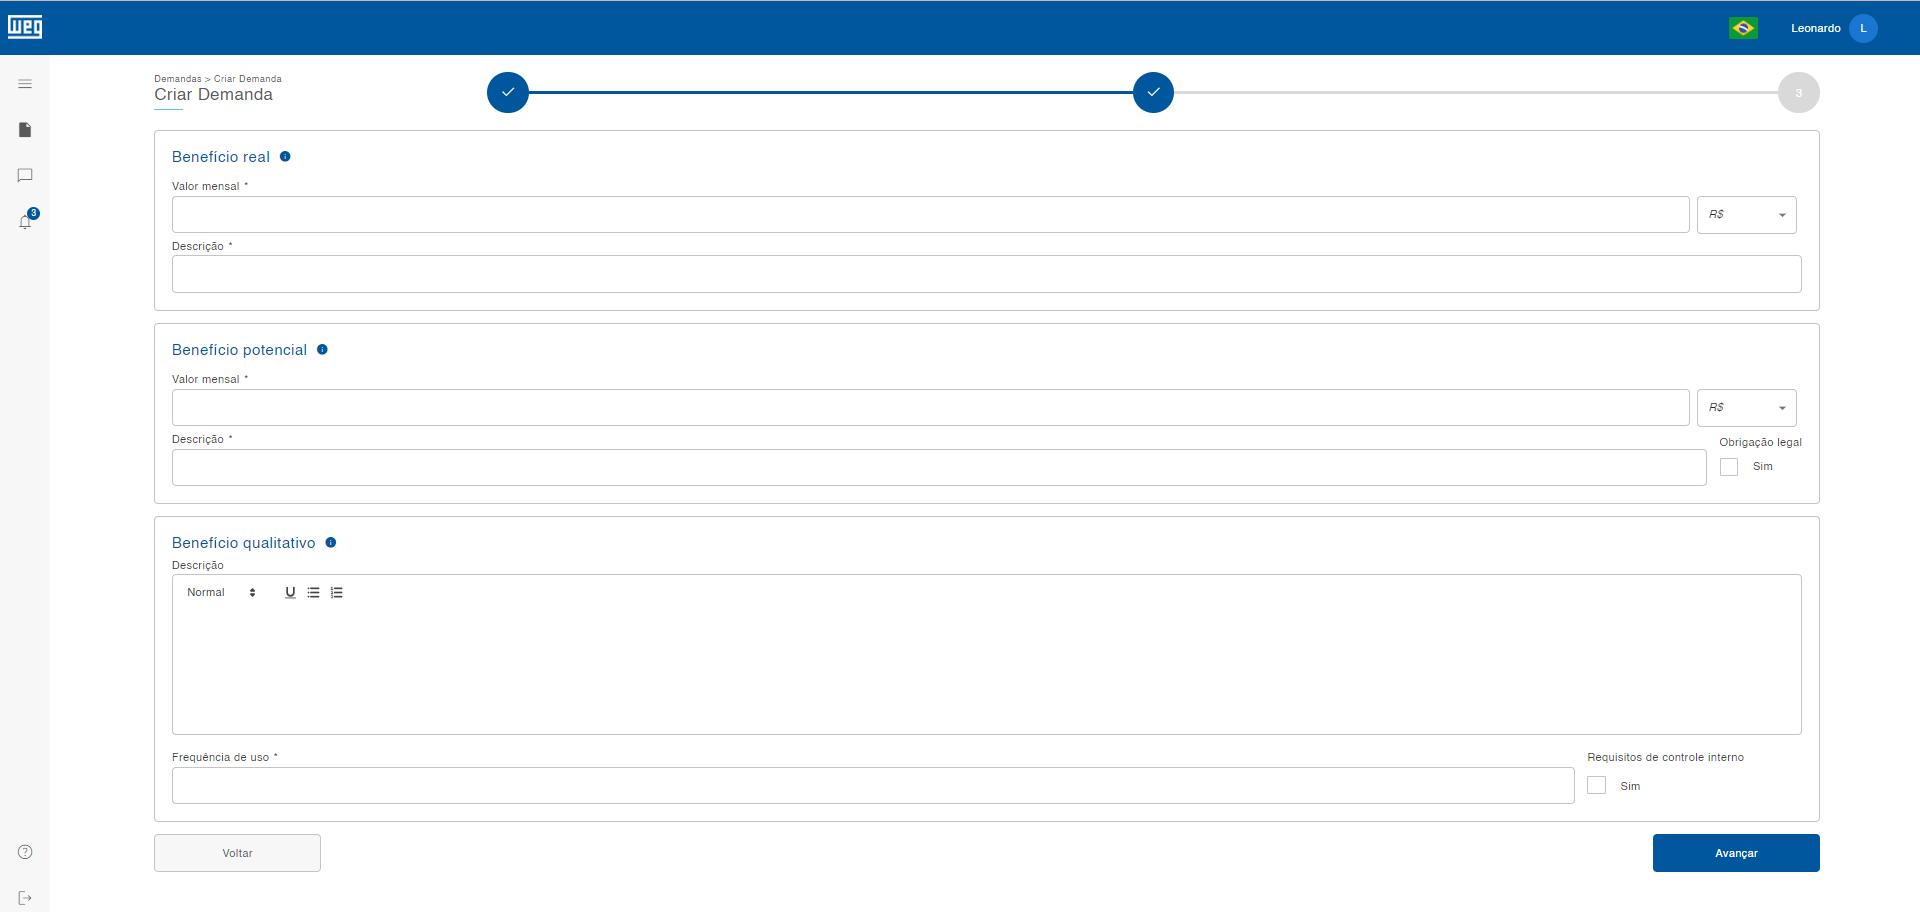 weg
Leonardo
L
Demandas > Criar Demanda
Criar Demanda
3
3
Benefício real
Valor mensal *
R$
Descrição *
Benefício potencial
Valor mensal *
R$
Descrição *
Obrigação legal
Sim
Benefício qualitativo
Descrição
Normal
Frequência de uso *
Requisitos de controle interno
Sim
Voltar
Avançar